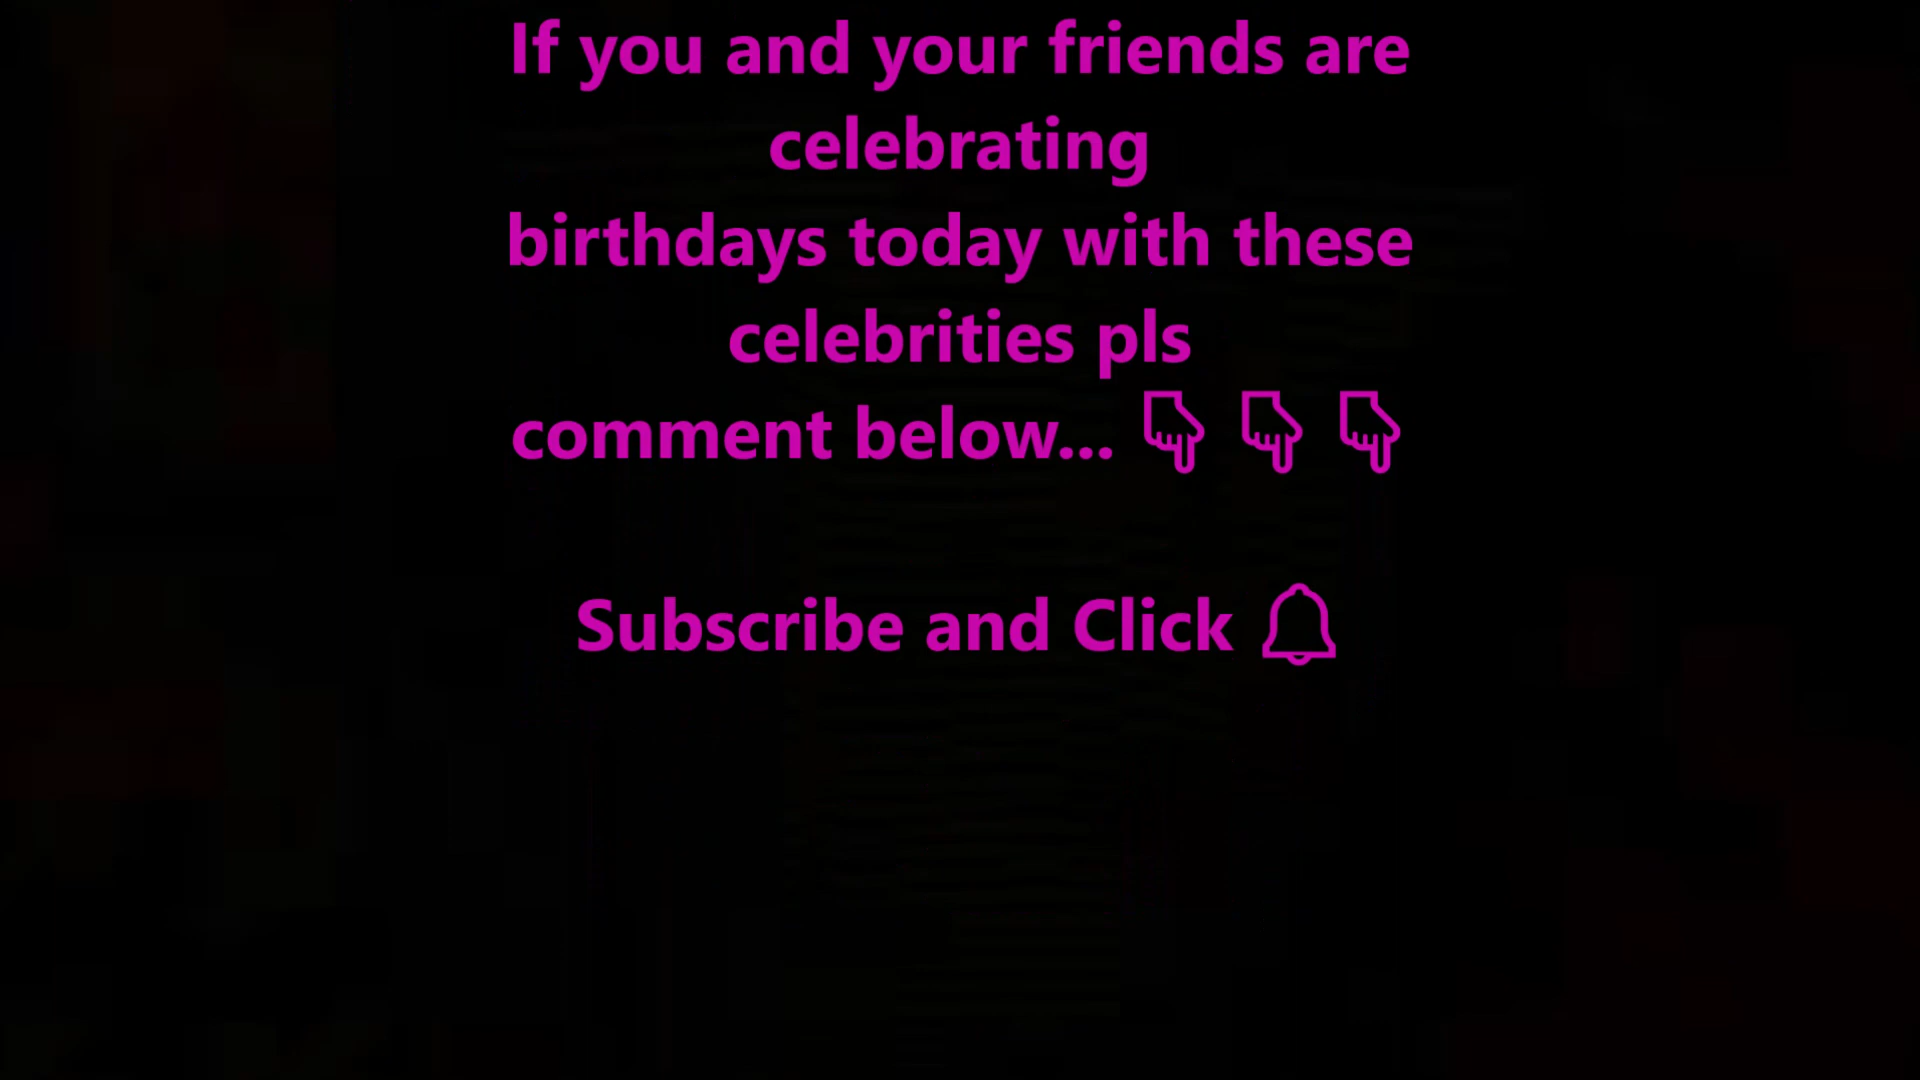 If you and your friends are
celebrating
birthdays today with these
celebrities pls
comment below... 👇 👇 👇
Subscribe and Click 🔔